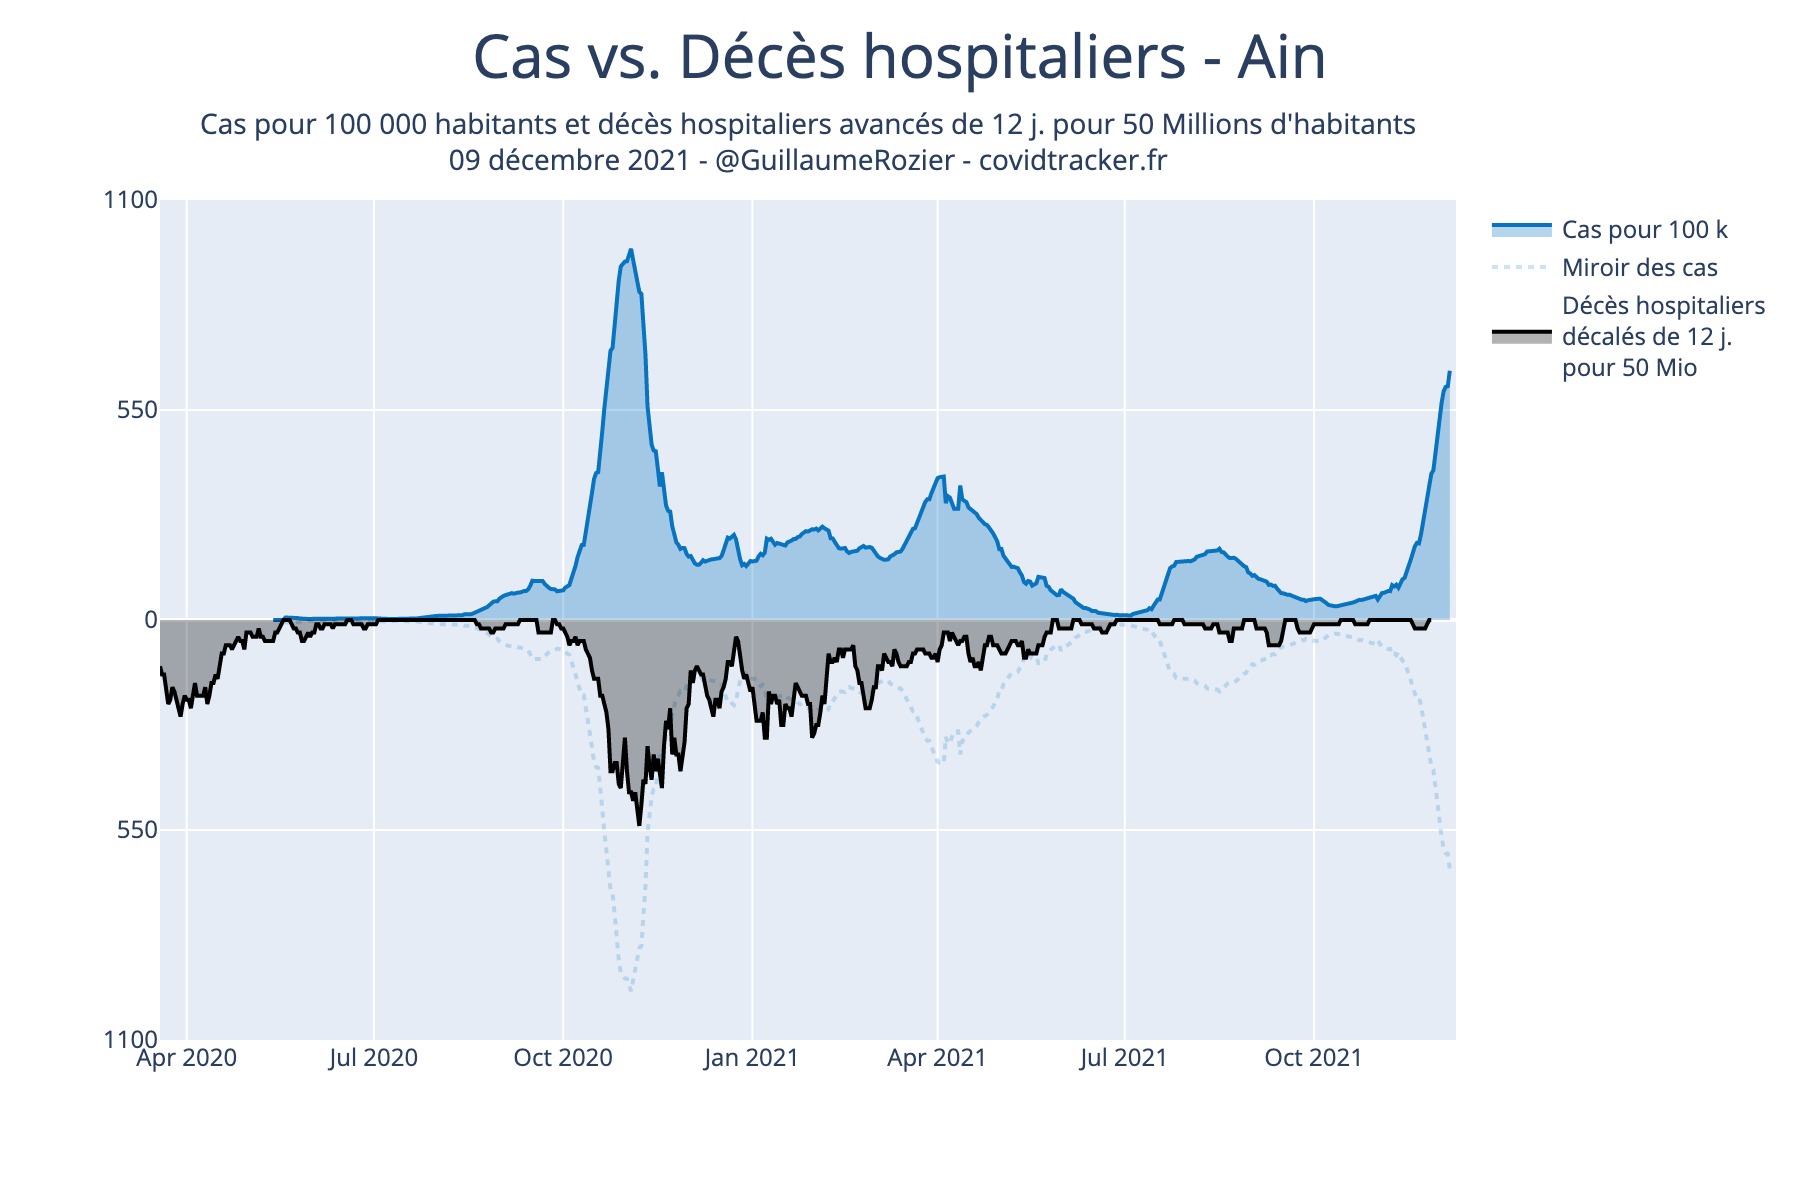 Cas vs. Décès hospitaliers - Ain
Cas pour 100 000 habitants et décès hospitaliers avancés de 12 j. pour 50 Millions d'habitants
09 décembre 2021 - @GuillaumeRozier - covidtracker.fr
1100
550
0
550
1100
Apr 2020
Jul 2020
Oct 2020
Jan 2021
Apr 2021
Jul 2021
Oct 2021
Cas pour 100 k
Miroir des cas
Décès hospitaliers
décalés de 12 j.
pour 50 Mio